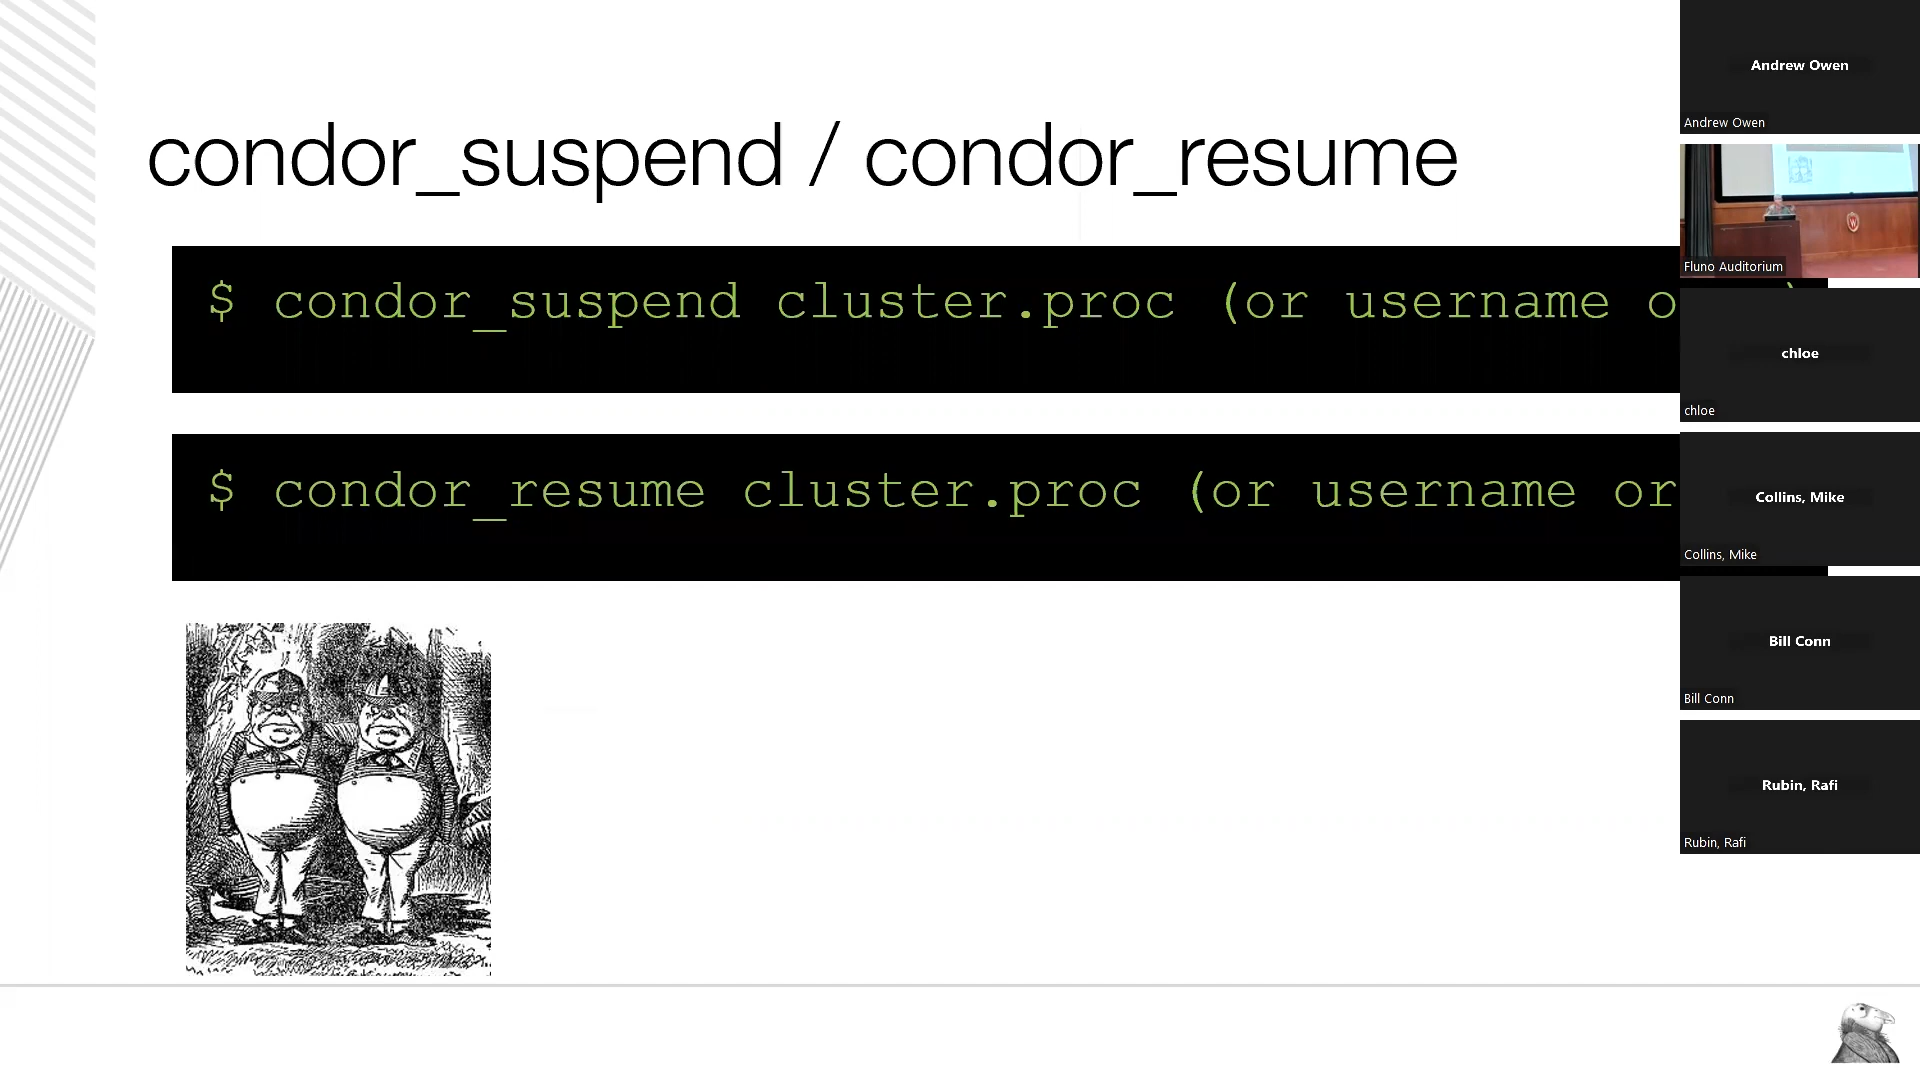 condor_suspend / condor_resume
$ condor_suspend cluster.proc (or username o
$ condor_resume cluster.proc (or username or
Andrew Owen
Andrew Owen
W
Fluno Auditorium
chloe
chloe
Collins, Mike
Collins, Mike
Bill Conn
Bill Conn
Rubin, Rafi
Rubin, Rafi